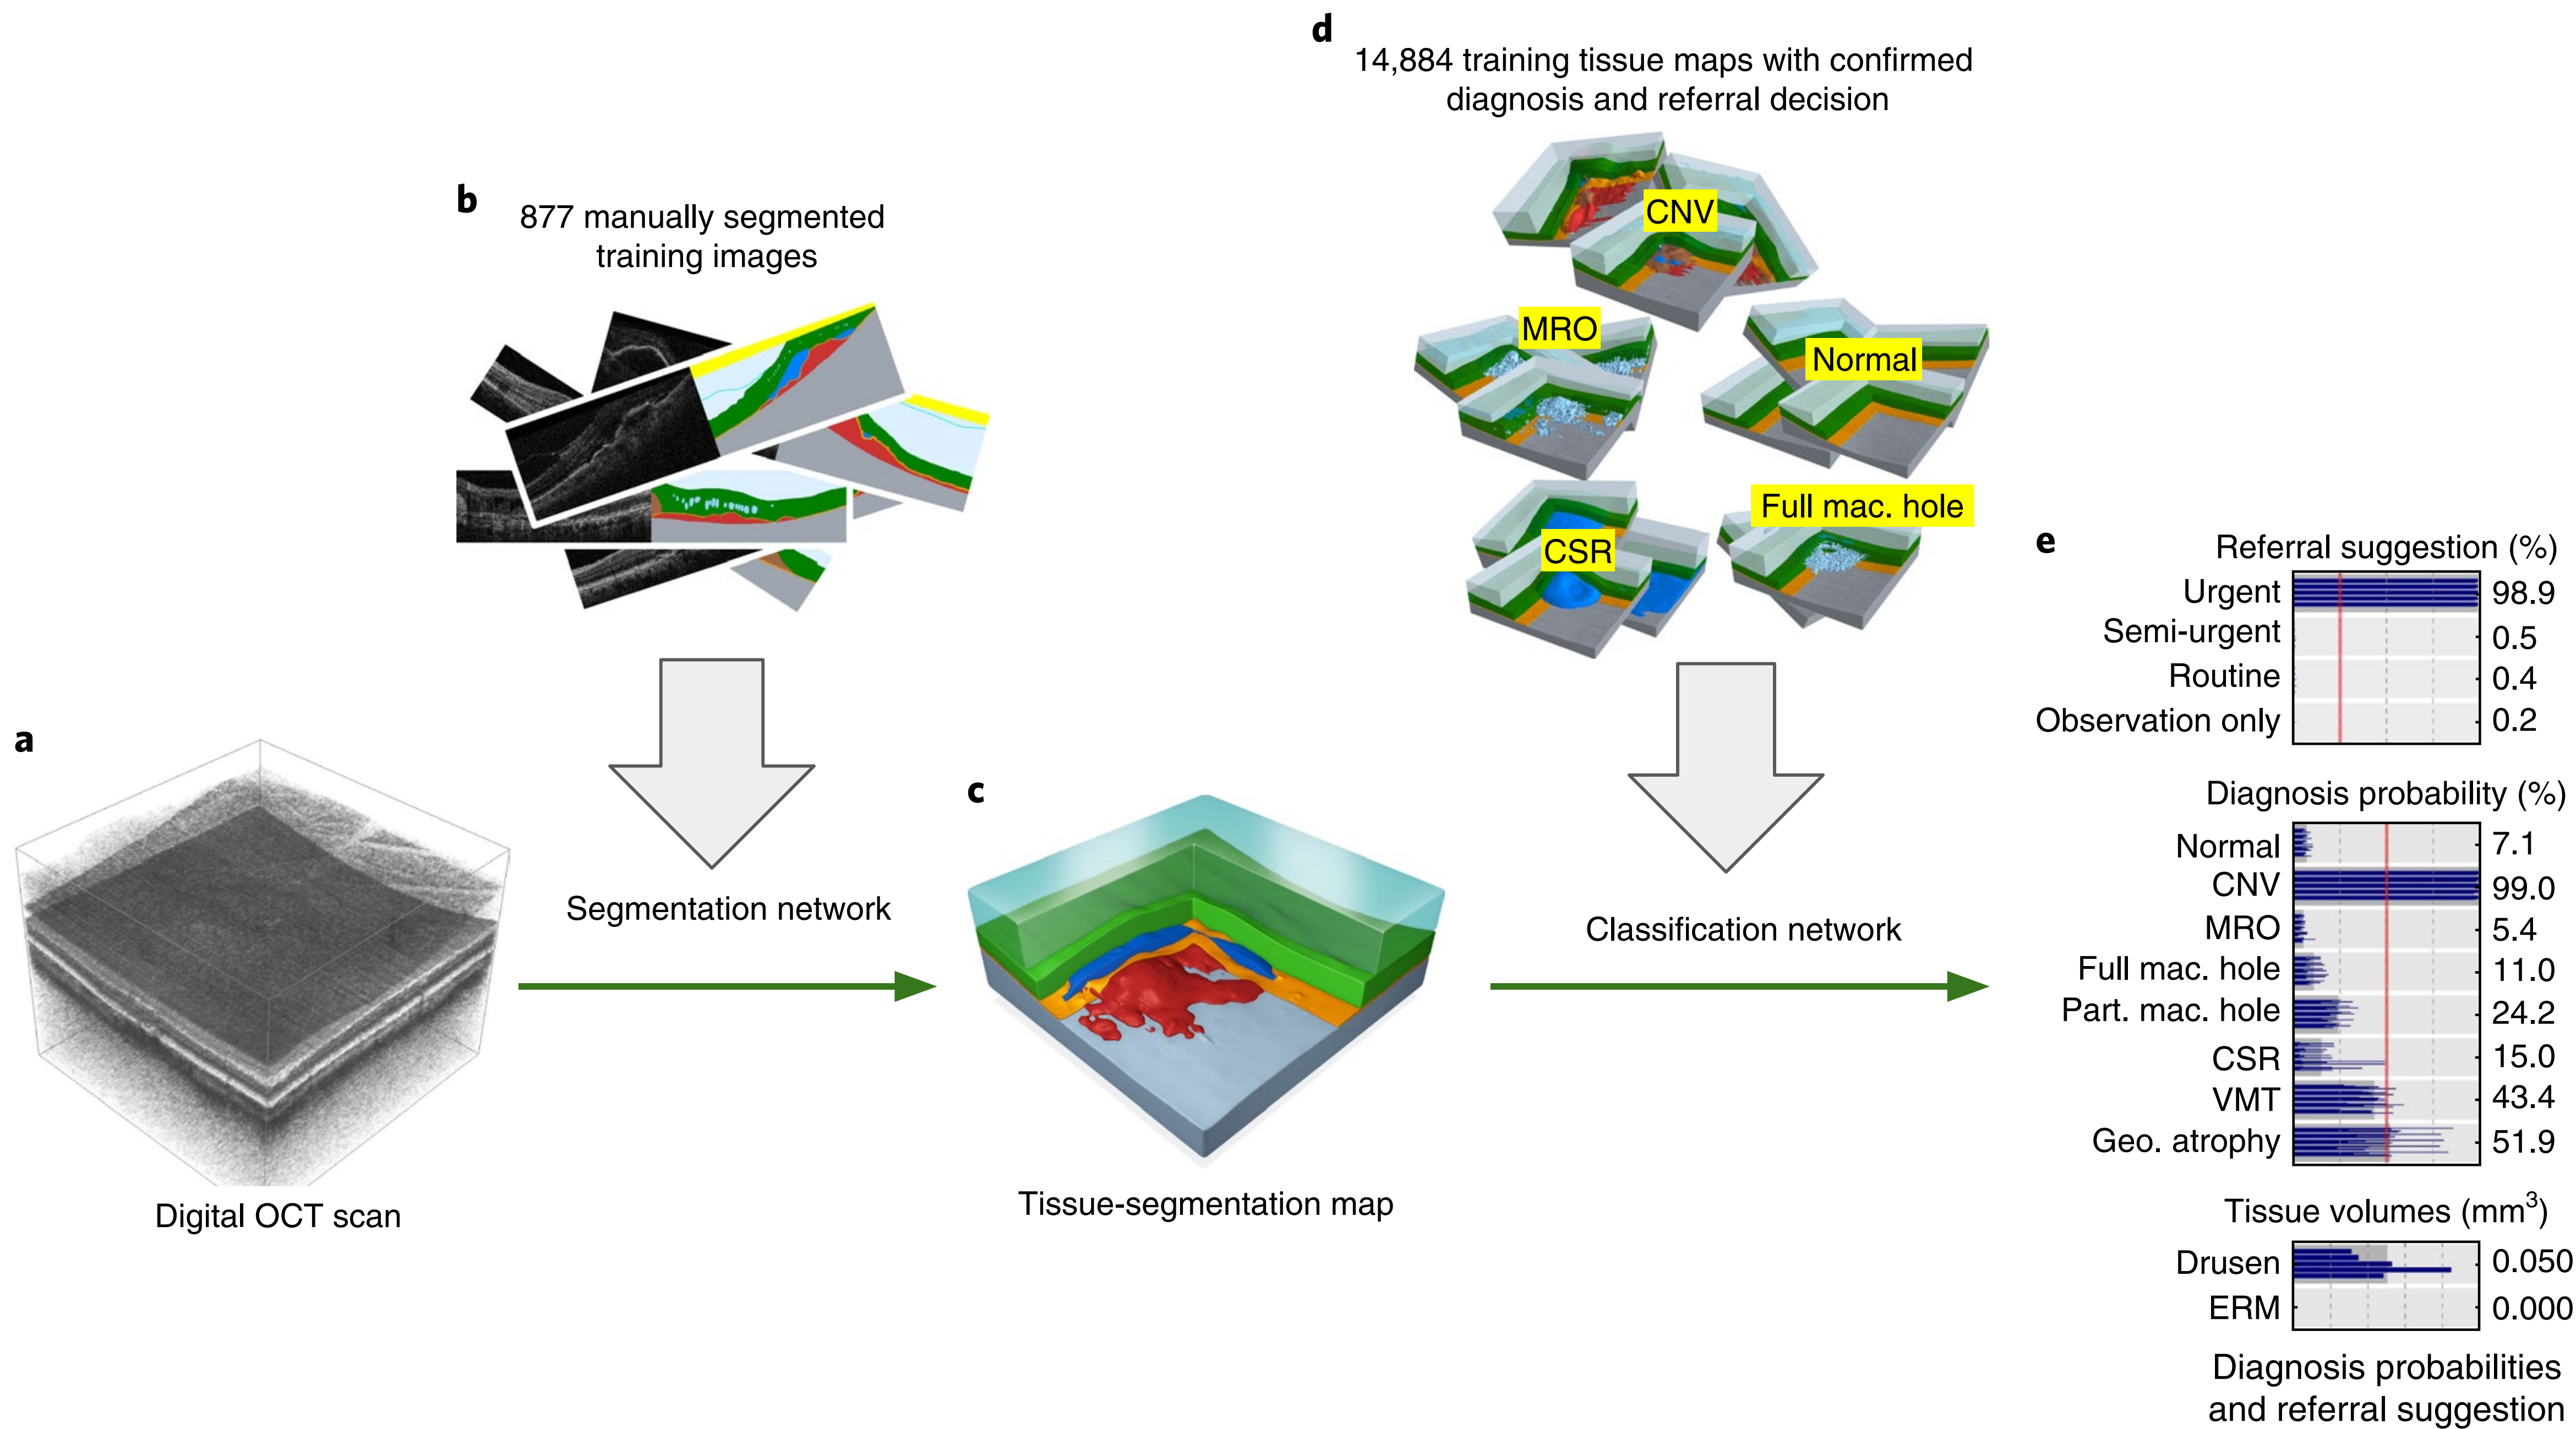 a
Digital OCT scan
b
877 manually segmented
training images
Segmentation network
c
Tissue-segmentation map
d
14,884 training tissue maps with confirmed
diagnosis and referral decision
CNV
MRO
Normal
Full mac. hole
CSR
Classification network
e
Referral suggestion (%)
Urgent 98.9
Semi-urgent 0.5
Routine 0.4
Observation only 0.2
Diagnosis probability (%)
Normal 7.1
CNV 99.0
MRO 5.4
Full mac. hole 11.0
Part. mac. hole 24.2
CSR 15.0
VMT 43.4
Geo. atrophy 51.9
Tissue volumes (mm³)
Drusen 0.050
ERM 0.000
Diagnosis probabilities
and referral suggestion